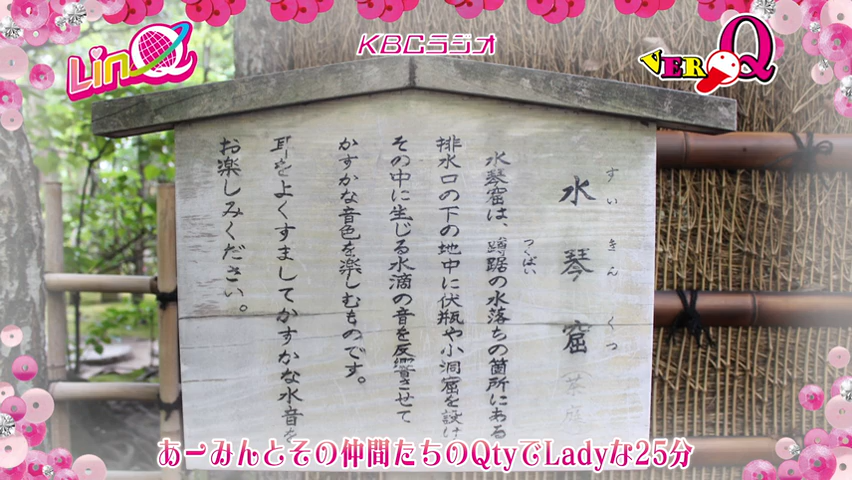 LinQ
KBCラジオ
VERQ
すいきんくつ
水琴窟
つくばい
水琴窟は、蹲踞の水落ちの箇所にある
排水口の下の地中に伏瓶や小洞窟を設け
その中に生じる水滴の音を反響させて
かすかな音色を楽しむものです。
耳をよくすましてかすかな水音を
お楽しみください。
あーみんとその仲間たちのQtyでLadyな25分